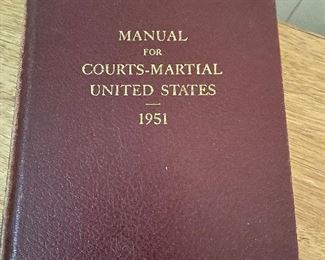 MANUAL
FOR
COURTS-MARTIAL
UNITED STATES
1951